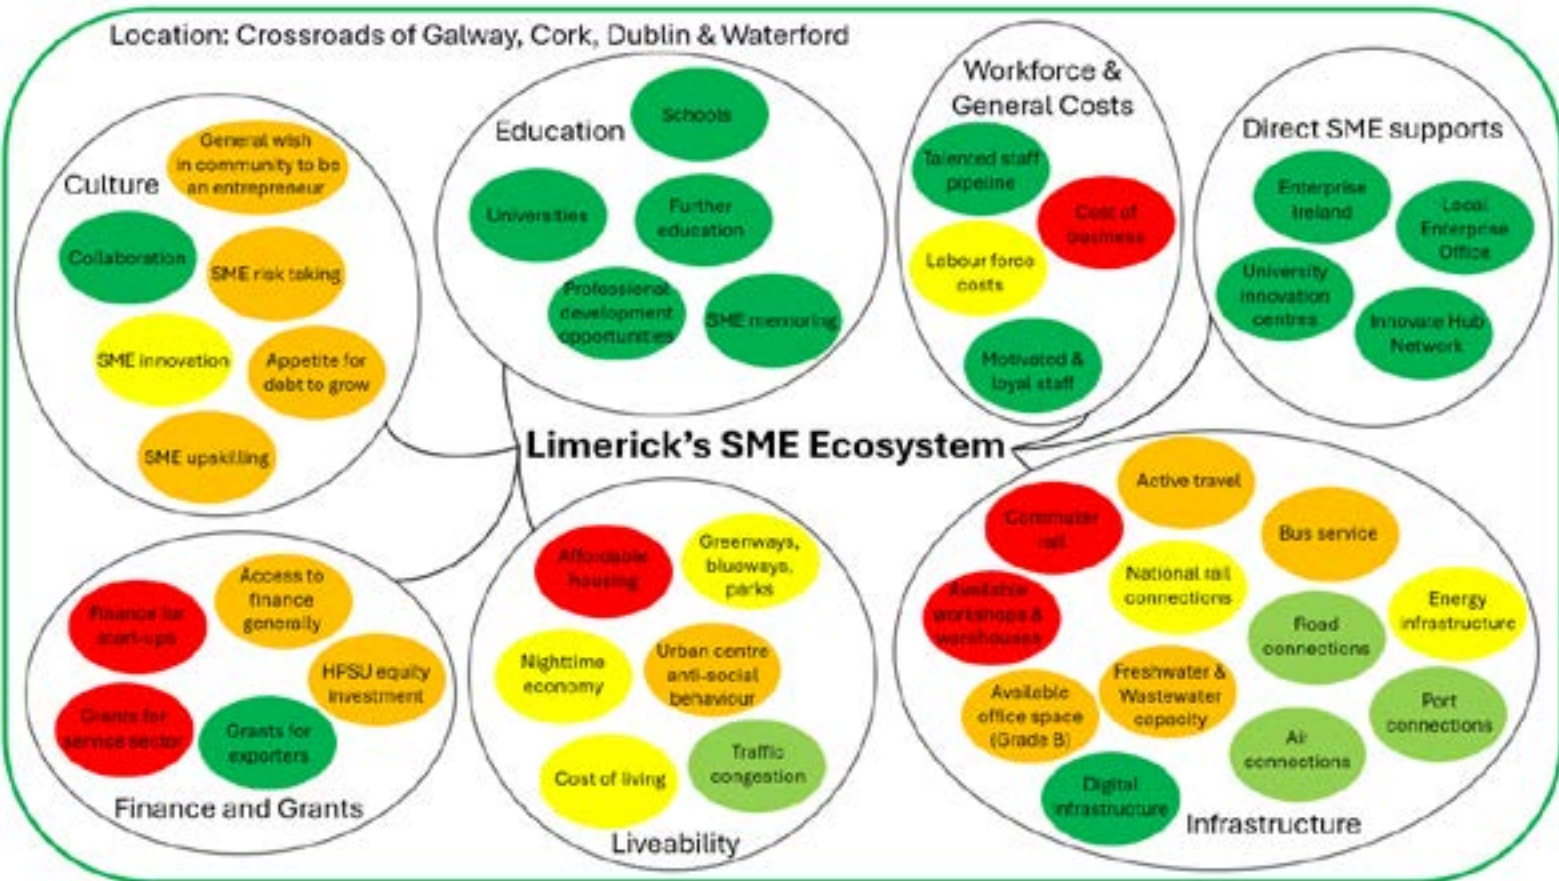 Location: Crossroads of Galway, Cork, Dublin & Waterford
Culture
General wish
in community to be
an entrepreneur
Collaboration
SME risk taking
SME innovation
Appetite for
debt to grow
SME upskilling
Education
Schools
Universities
Further
education
Professional
development
opportunities
SME mentoring
Workforce &
General Costs
Talented staff
pipeline
Cost of
business
Labour force
costs
Motivated &
loyal staff
Direct SME supports
Enterprise
Ireland
Local
Enterprise
Office
University
innovation
centres
Innovate Hub
Network
Limerick's SME Ecosystem
Finance for
start-ups
Access to
finance
generally
HPSU equity
investment
Grants for
service sector
Grants for
exporters
Finance and Grants
Affordable
housing
Greenways,
blueways,
parks
Nighttime
economy
Urban centre
anti-social
behaviour
Cost of living
Traffic
congestion
Liveability
Active travel
Commuter
rail
Bus service
National rail
connections
Available
workshops &
warehouses
Energy
infrastructure
Road
connections
Available
office space
(Grade B)
Freshwater &
Wastewater
capacity
Port
connections
Air
connections
Digital
infrastructure
Infrastructure